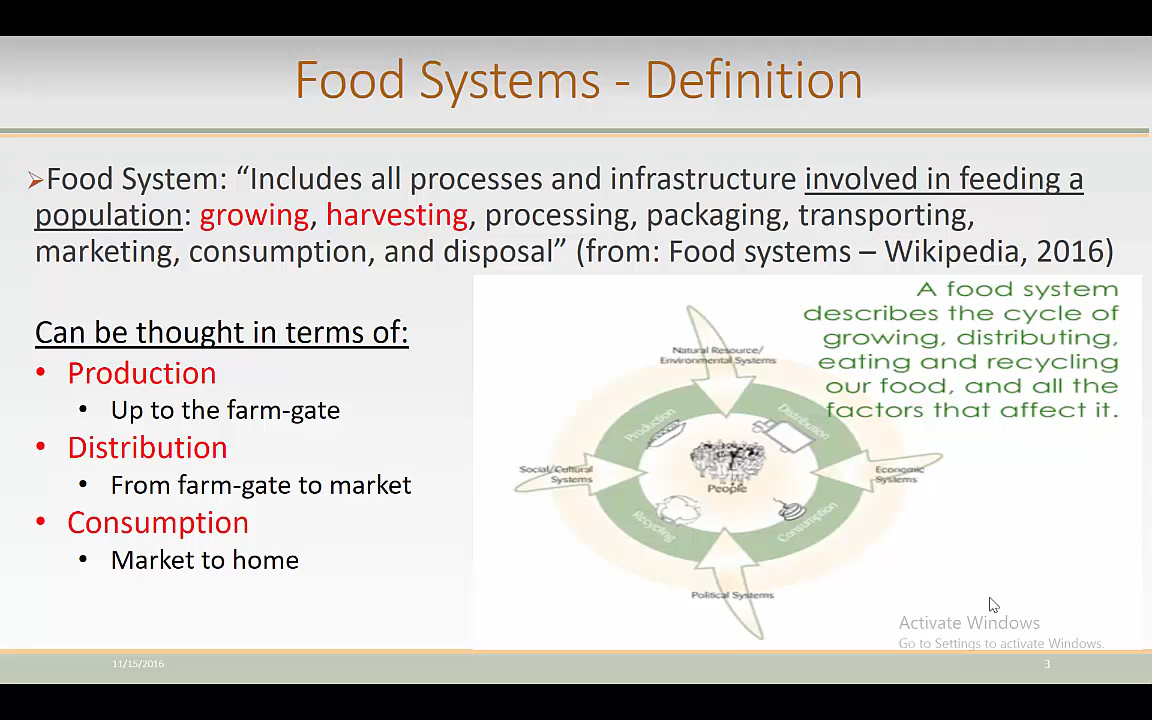 Food Systems - Definition
Food System: “Includes all processes and infrastructure involved in feeding a
population: growing, harvesting, processing, packaging, transporting,
marketing, consumption, and disposal” (from: Food systems – Wikipedia, 2016)
Can be thought in terms of:
• Production
• Up to the farm-gate
• Distribution
• From farm-gate to market
• Consumption
• Market to home
A food system
describes the cycle of
growing, distributing,
eating and recycling
our food, and all the
factors that affect it.
Natural Resource/
Environmental Systems
Production
Distribution
Social/Cultural
Systems
Economic
Systems
People
Recycling
Consumption
Political Systems
Activate Windows
Go to Settings to activate Windows.
11/15/2016
3